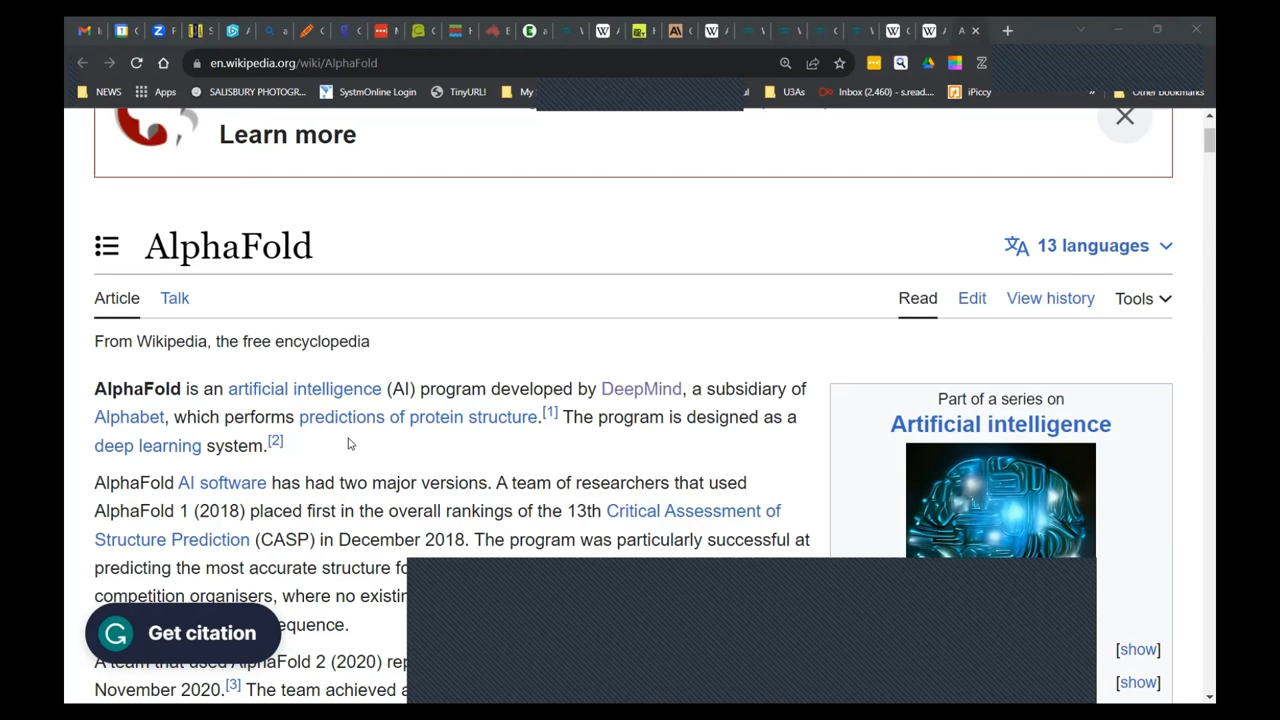 en.wikipedia.org/wiki/AlphaFold
NEWS Apps SALISBURY PHOTOGR... SystmOnline Login TinyURL! My U3As Inbox (2,460) - s.read.... iPiccy » Other bookmarks
Learn more
AlphaFold
13 languages
Article Talk Read Edit View history Tools
From Wikipedia, the free encyclopedia
AlphaFold is an artificial intelligence (AI) program developed by DeepMind, a subsidiary of
Alphabet, which performs predictions of protein structure.[1] The program is designed as a
deep learning system.[2]
Part of a series on
Artificial intelligence
AlphaFold AI software has had two major versions. A team of researchers that used
AlphaFold 1 (2018) placed first in the overall rankings of the 13th Critical Assessment of
Structure Prediction (CASP) in December 2018. The program was particularly successful at
predicting the most accurate structure
competition organisers, where no
Get citation
A team that used AlphaFold 2 (2020)
November 2020.[3] The team achieved
[show]
[show]